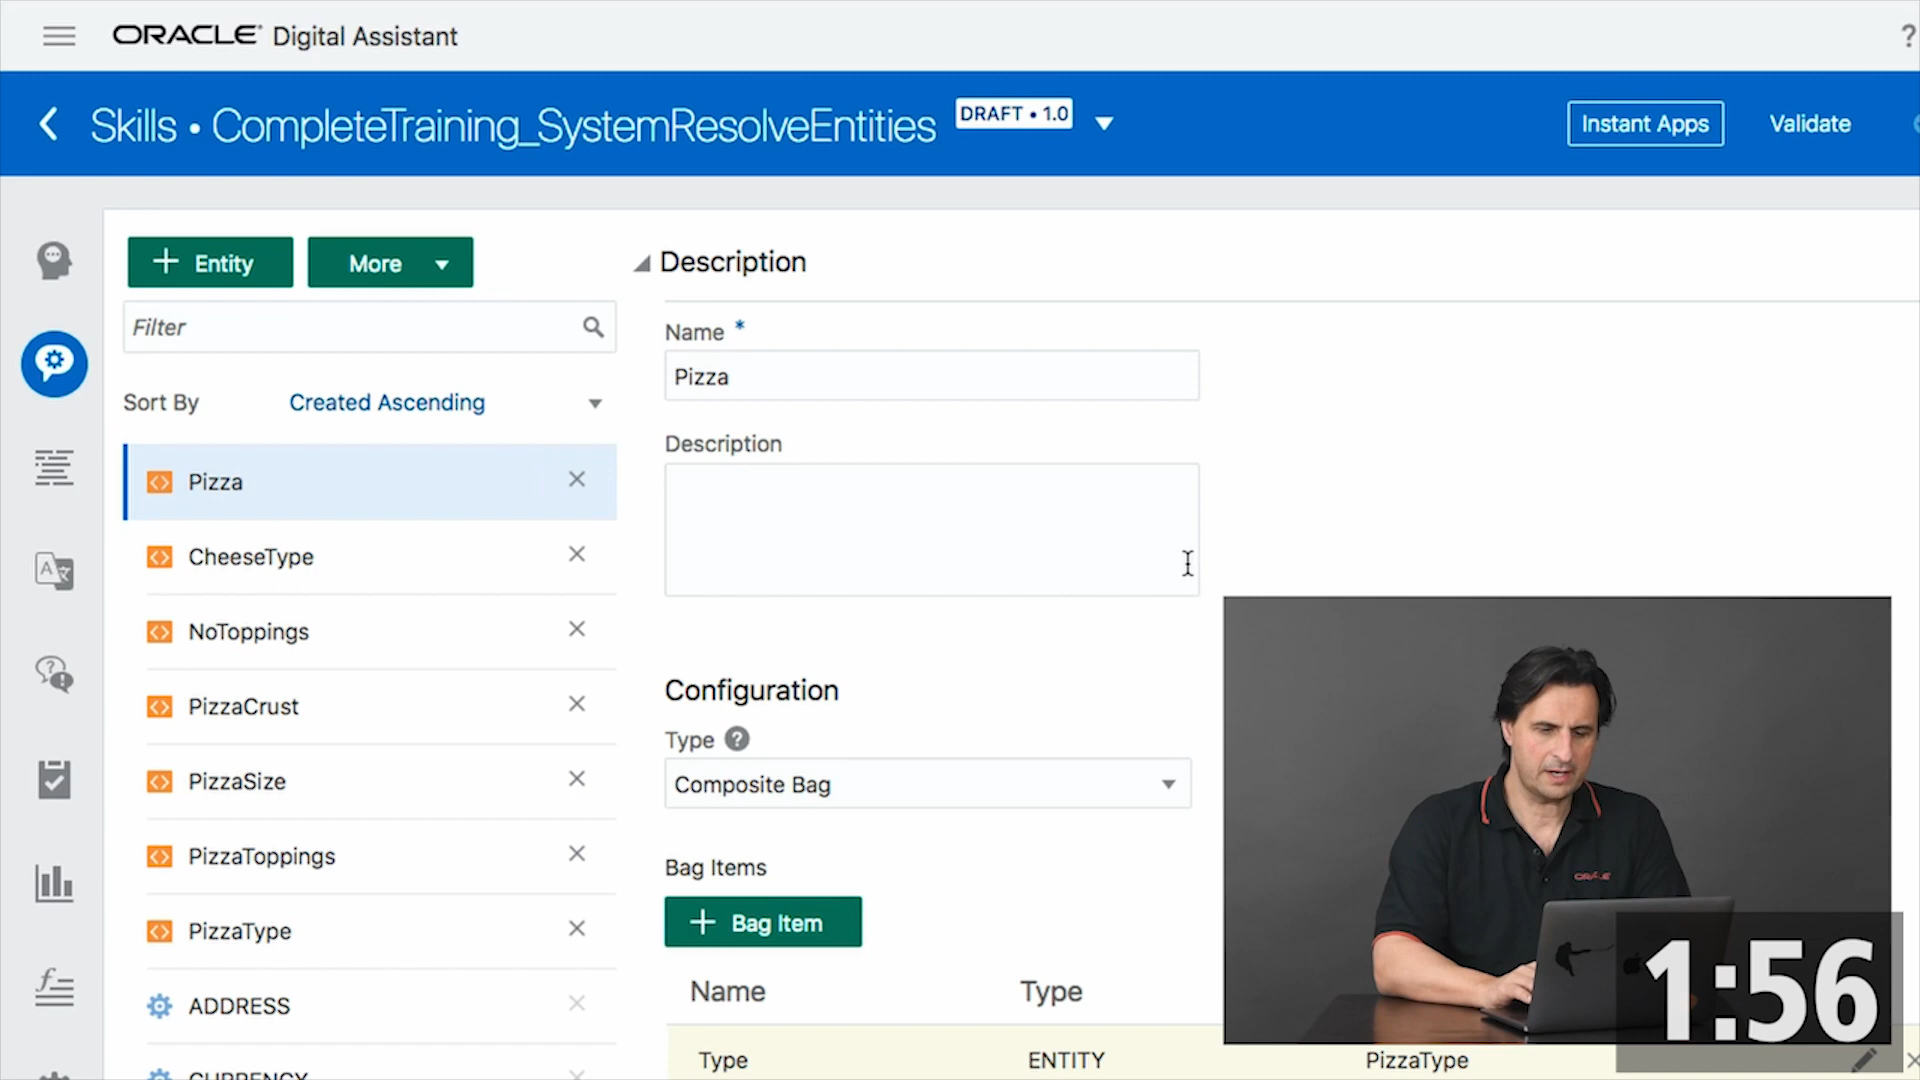 ORACLE Digital Assistant
?
Skills • CompleteTraining_SystemResolveEntities
DRAFT • 1.0
Instant Apps
Validate
+ Entity
More
Description
Filter
Name *
Pizza
Sort By
Created Ascending
Description
Pizza
CheeseType
NoToppings
PizzaCrust
Configuration
Type ?
PizzaSize
Composite Bag
PizzaToppings
Bag Items
+ Bag Item
PizzaType
Name
Type
ADDRESS
Type
ENTITY
PizzaType
CURRENCY
ORACLE
1:56